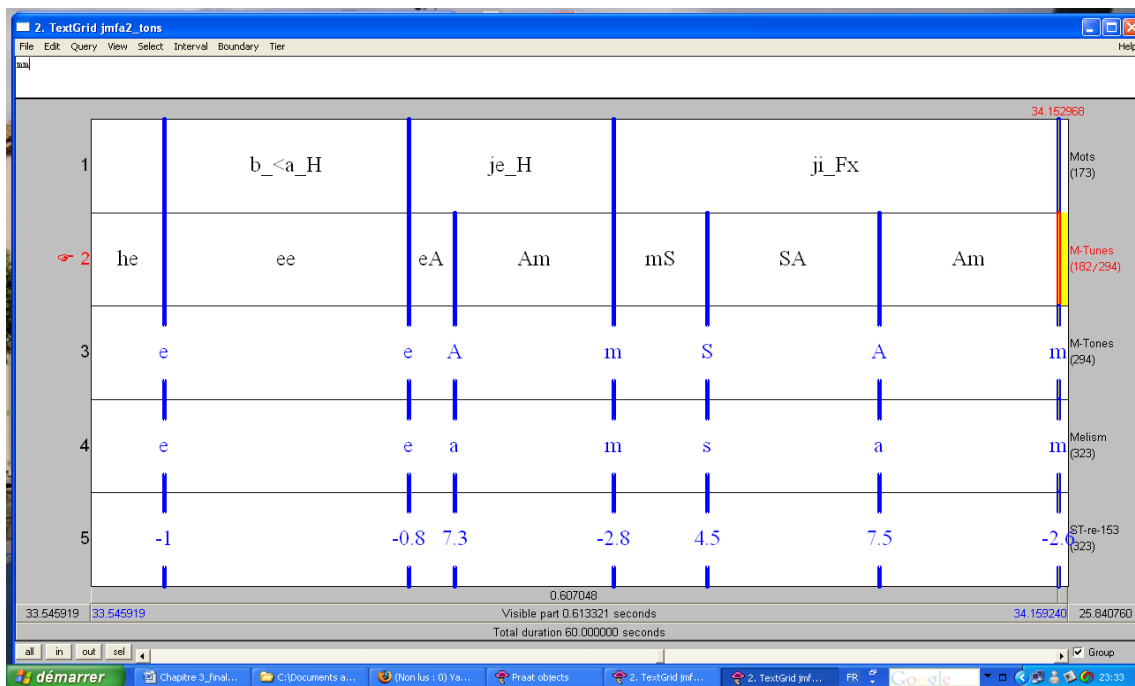 2. TextGrid jmfa2_tons
File Edit Query View Select Interval Boundary Tier Help
mm
34.152968
1 b_<a_H je_H ji_Fx Mots (173)
2 he ee eA Am mS SA Am M-Tunes (182/294)
3 e e A m S A m M-Tones (294)
4 e e a m s a m Melism (323)
5 -1 -0.8 7.3 -2.8 4.5 7.5 -2.6 ST-re-153 (323)
0.607048
33.545919 33.545919 Visible part 0.613321 seconds 34.159240 25.840760
Total duration 60.000000 seconds
all in out sel Group
démarrer Chapitre 3_final... C:\Documents a... (Non lus : 0) Ya... Praat objects 2. TextGrid jmf... 2. TextGrid jmf... FR Google 23:33